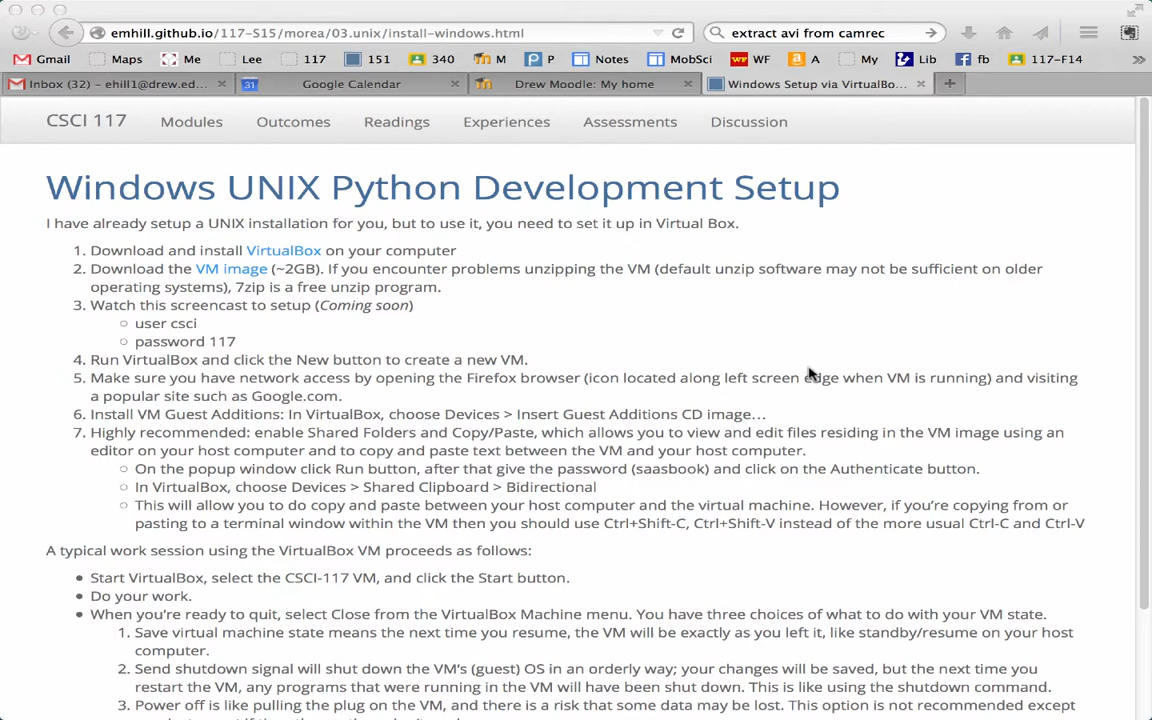 emhill.github.io/117-S15/morea/03.unix/install-windows.html
extract avi from camrec
Gmail Maps Me Lee 117 151 340 M P Notes MobSci WF A My Lib fb 117-F14
Inbox (32) - ehill1@drew.ed... 31 Google Calendar Drew Moodle: My home Windows Setup via VirtualBo...
CSCI 117 Modules Outcomes Readings Experiences Assessments Discussion
Windows UNIX Python Development Setup
I have already setup a UNIX installation for you, but to use it, you need to set it up in Virtual Box.
1. Download and install VirtualBox on your computer
2. Download the VM image (~2GB). If you encounter problems unzipping the VM (default unzip software may not be sufficient on older
operating systems), 7zip is a free unzip program.
3. Watch this screencast to setup (Coming soon)
user csci
password 117
4. Run VirtualBox and click the New button to create a new VM.
5. Make sure you have network access by opening the Firefox browser (icon located along left screen edge when VM is running) and visiting
a popular site such as Google.com.
6. Install VM Guest Additions: In VirtualBox, choose Devices > Insert Guest Additions CD image...
7. Highly recommended: enable Shared Folders and Copy/Paste, which allows you to view and edit files residing in the VM image using an
editor on your host computer and to copy and paste text between the VM and your host computer.
On the popup window click Run button, after that give the password (saasbook) and click on the Authenticate button.
In VirtualBox, choose Devices > Shared Clipboard > Bidirectional
This will allow you to do copy and paste between your host computer and the virtual machine. However, if you're copying from or
pasting to a terminal window within the VM then you should use Ctrl+Shift-C, Ctrl+Shift-V instead of the more usual Ctrl-C and Ctrl-V
A typical work session using the VirtualBox VM proceeds as follows:
Start VirtualBox, select the CSCI-117 VM, and click the Start button.
Do your work.
When you're ready to quit, select Close from the VirtualBox Machine menu. You have three choices of what to do with your VM state.
1. Save virtual machine state means the next time you resume, the VM will be exactly as you left it, like standby/resume on your host
computer.
2. Send shutdown signal will shut down the VM's (guest) OS in an orderly way; your changes will be saved, but the next time you
restart the VM, any programs that were running in the VM will have been shut down. This is like using the shutdown command.
3. Power off is like pulling the plug on the VM, and there is a risk that some data may be lost. This option is not recommended except